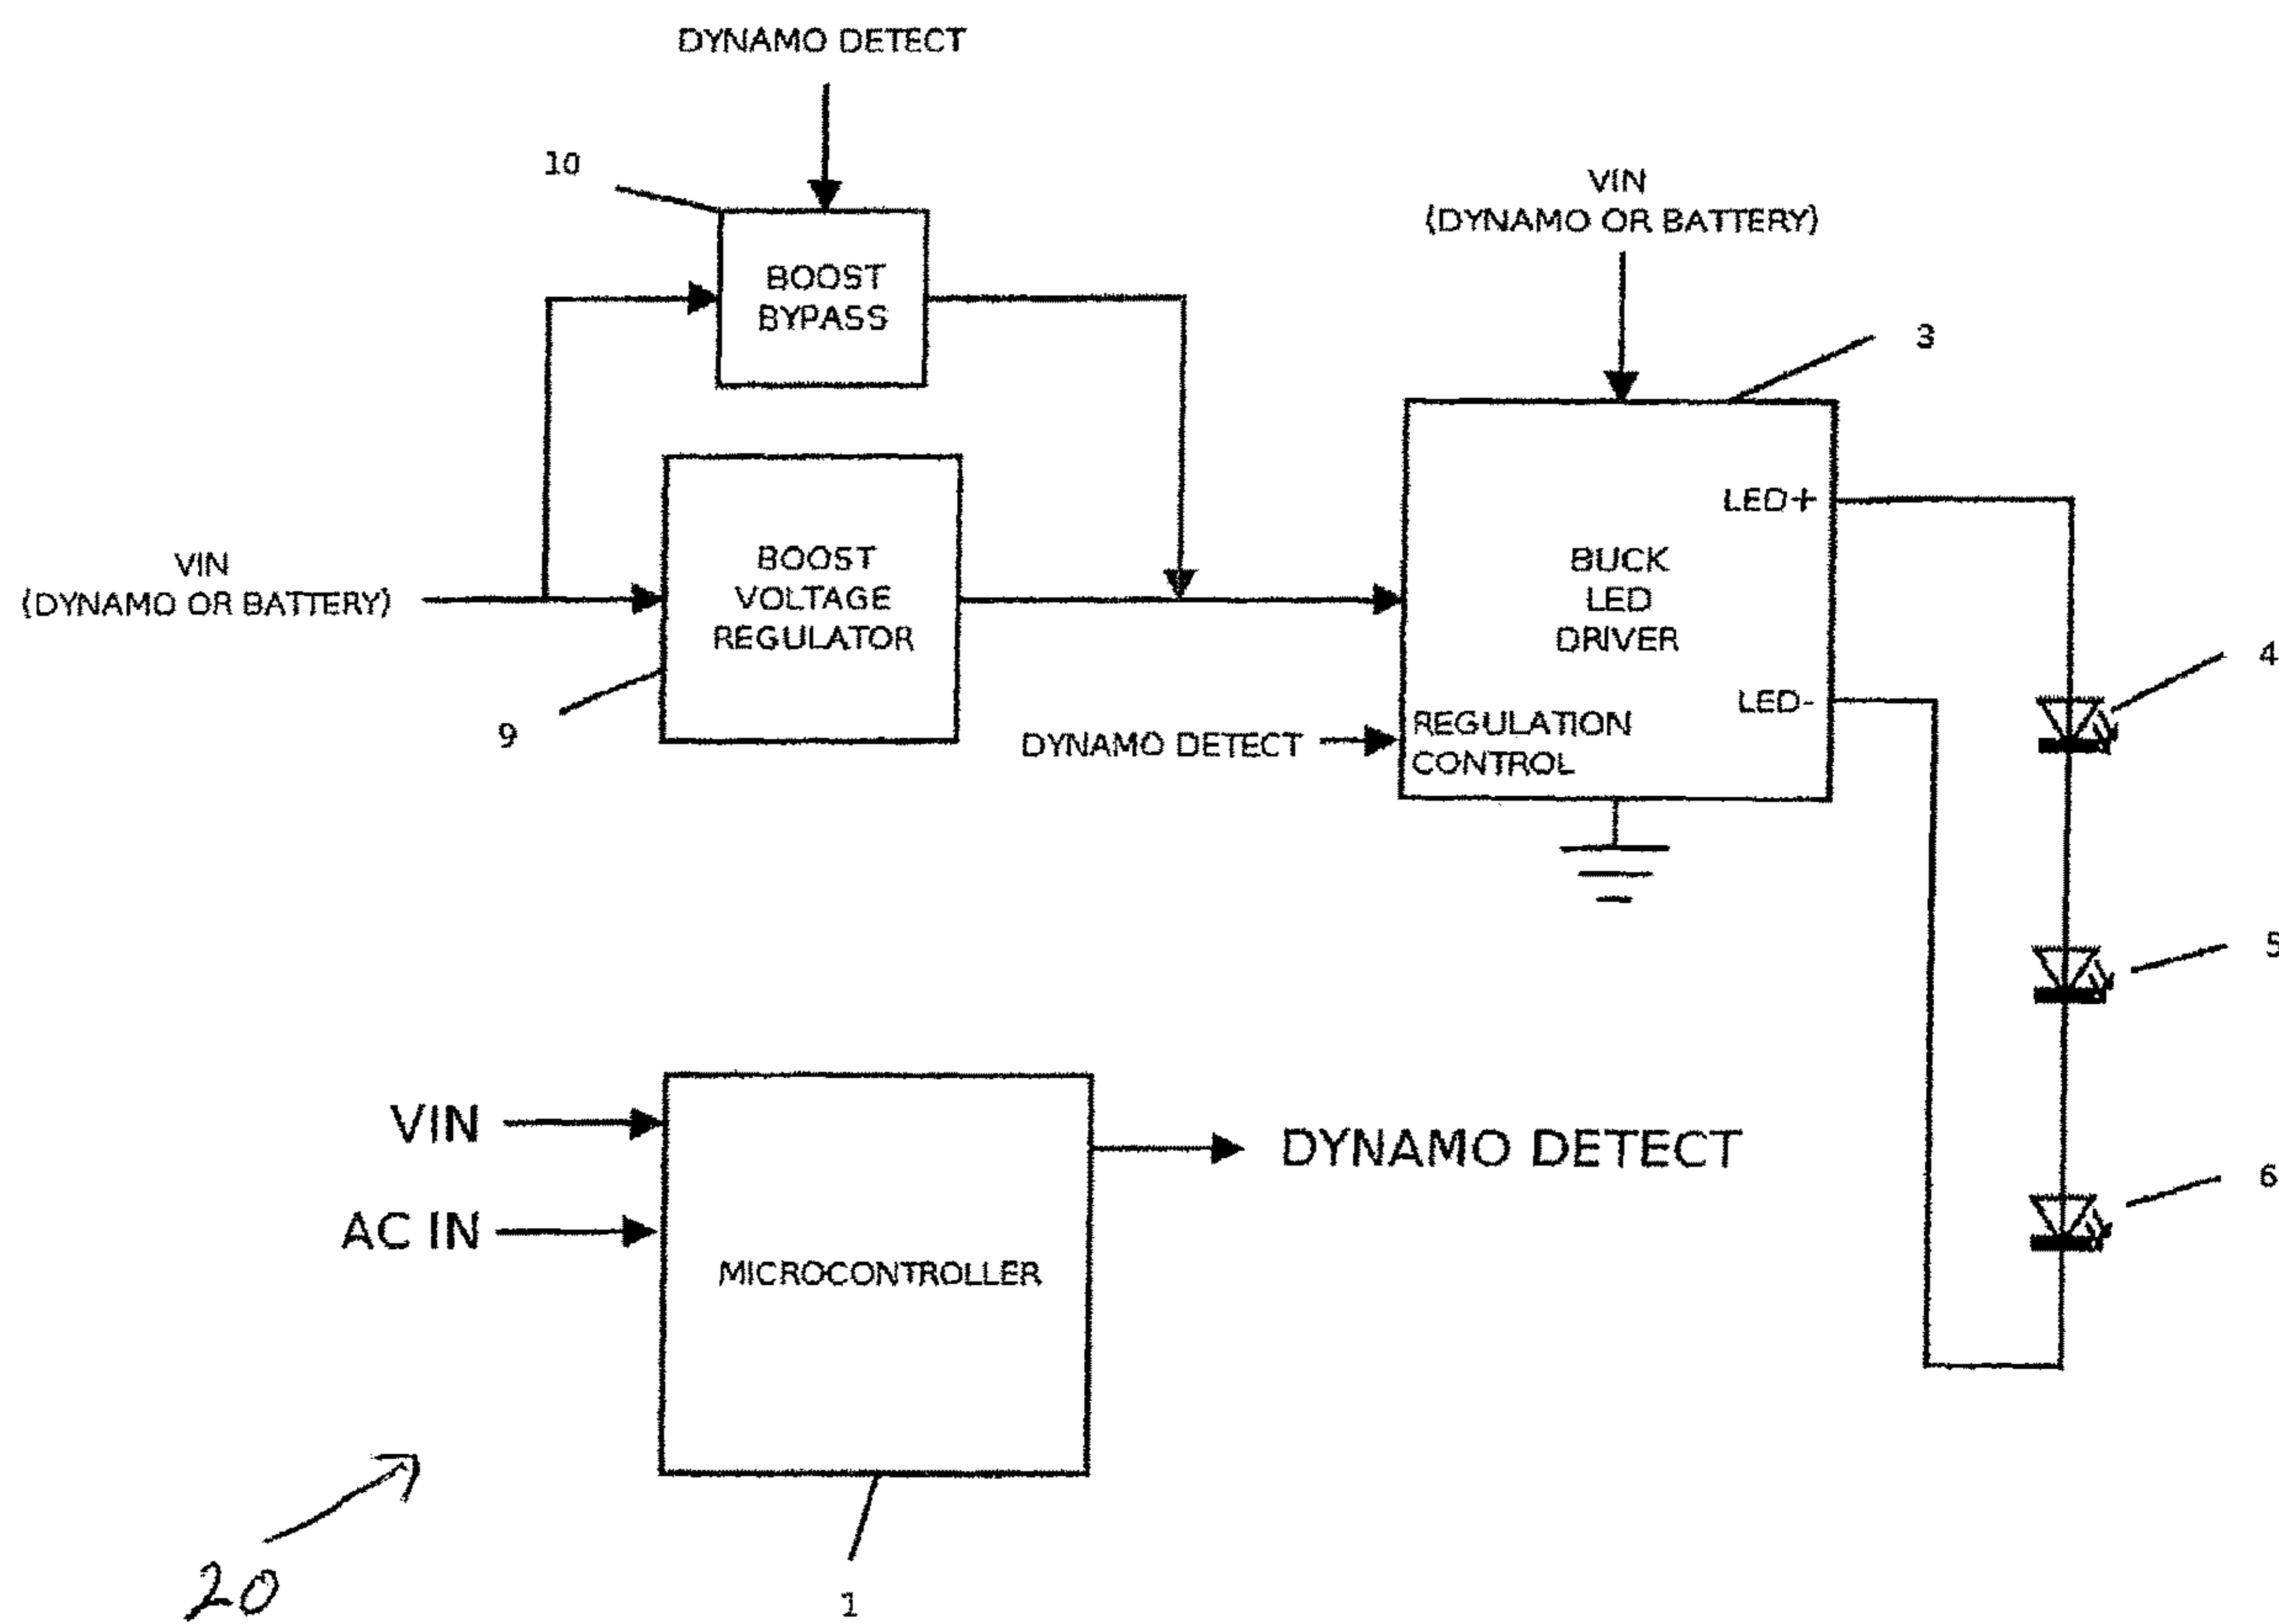 DYNAMO DETECT
10
BOOST
BYPASS
VIN
(DYNAMO OR BATTERY)
3
VIN
(DYNAMO OR BATTERY)
BOOST
VOLTAGE
REGULATOR
9
LED+
BUCK
LED
DRIVER
LED-
DYNAMO DETECT
REGULATION
CONTROL
4
5
6
VIN
AC IN
MICROCONTROLLER
DYNAMO DETECT
1
20